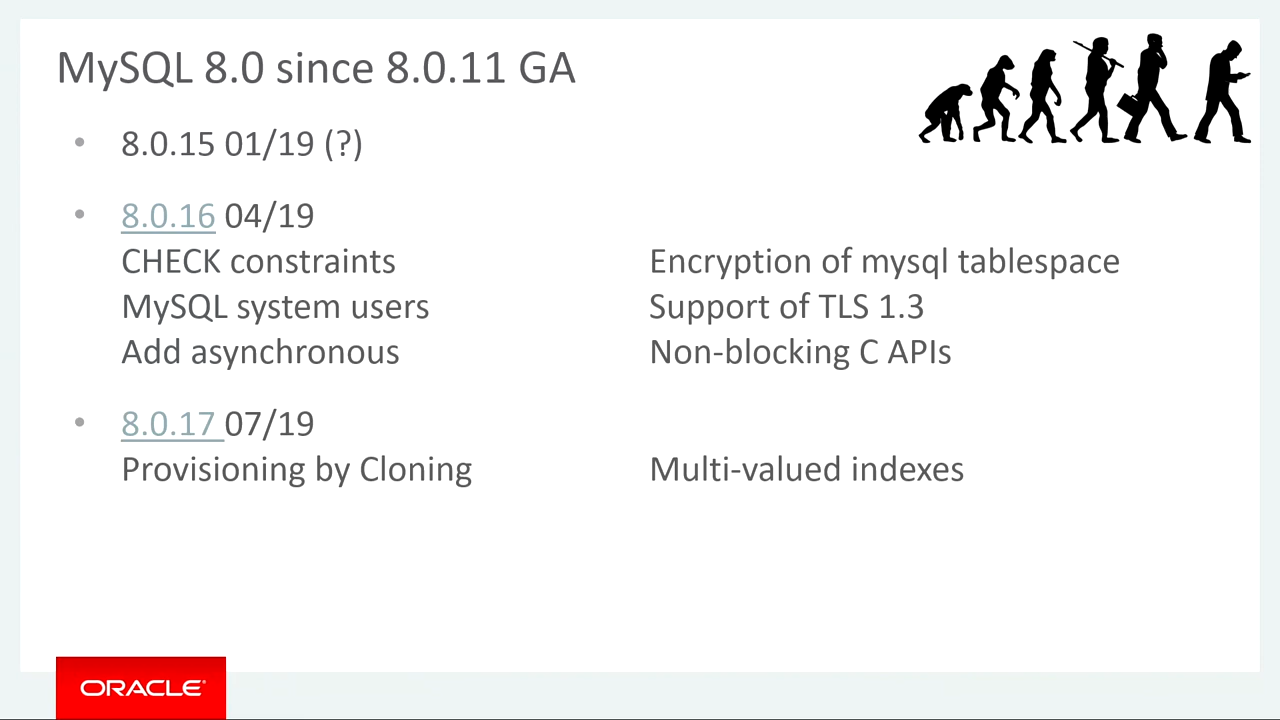 MySQL 8.0 since 8.0.11 GA
• 8.0.15 01/19 (?)
• 8.0.16 04/19
CHECK constraints Encryption of mysql tablespace
MySQL system users Support of TLS 1.3
Add asynchronous Non-blocking C APIs
• 8.0.17 07/19
Provisioning by Cloning Multi-valued indexes
ORACLE®